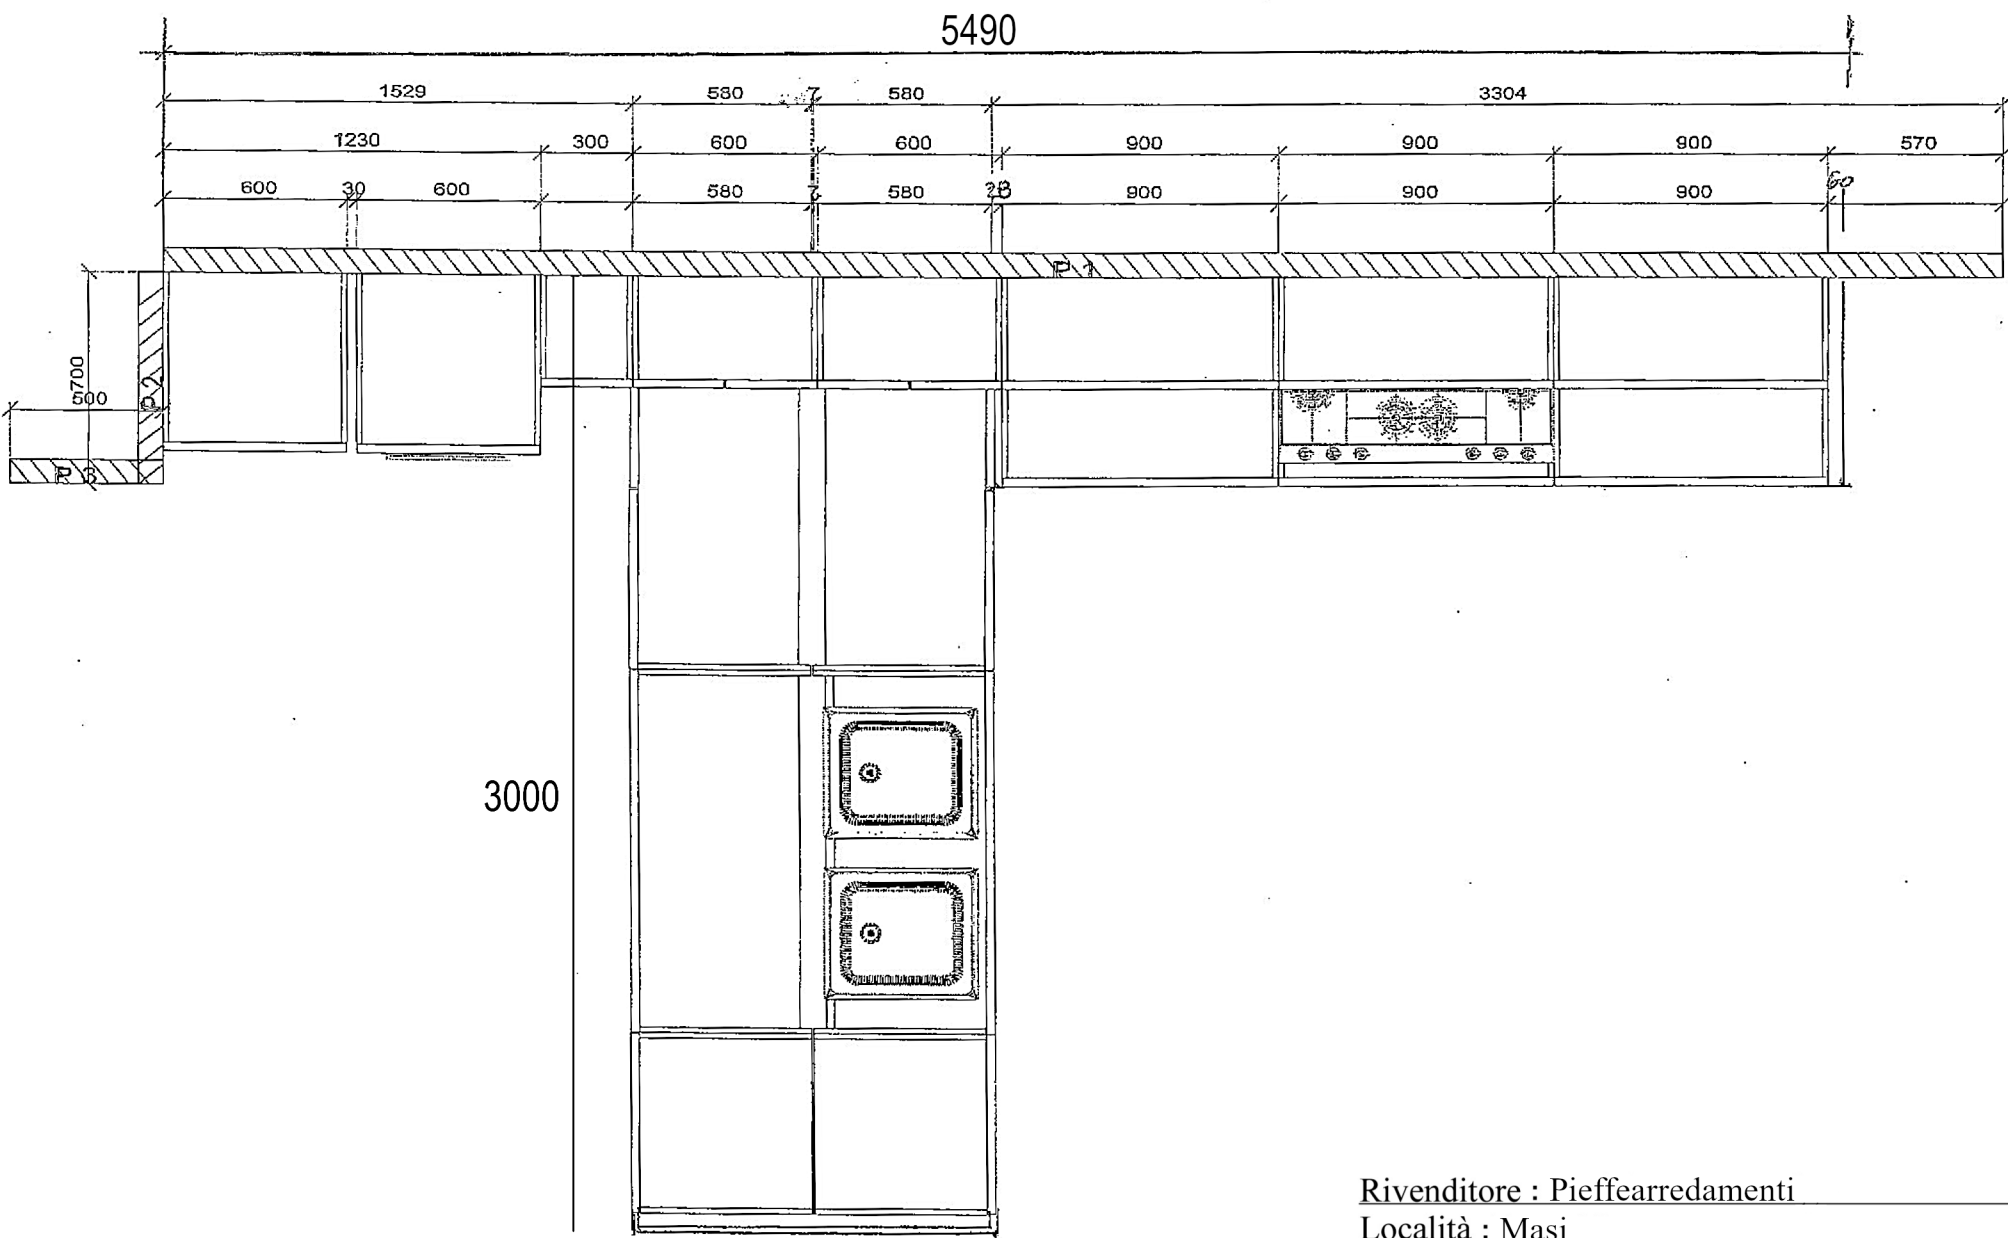 5490
1529 580 7 580 3304
1230 300 600 600 900 900 900 570
600 30 600 580 7 580 28 900 900 900 60
P 1
5700
500
P 2
P 3
3000
Rivenditore : Pieffearredamenti
Località : Masi